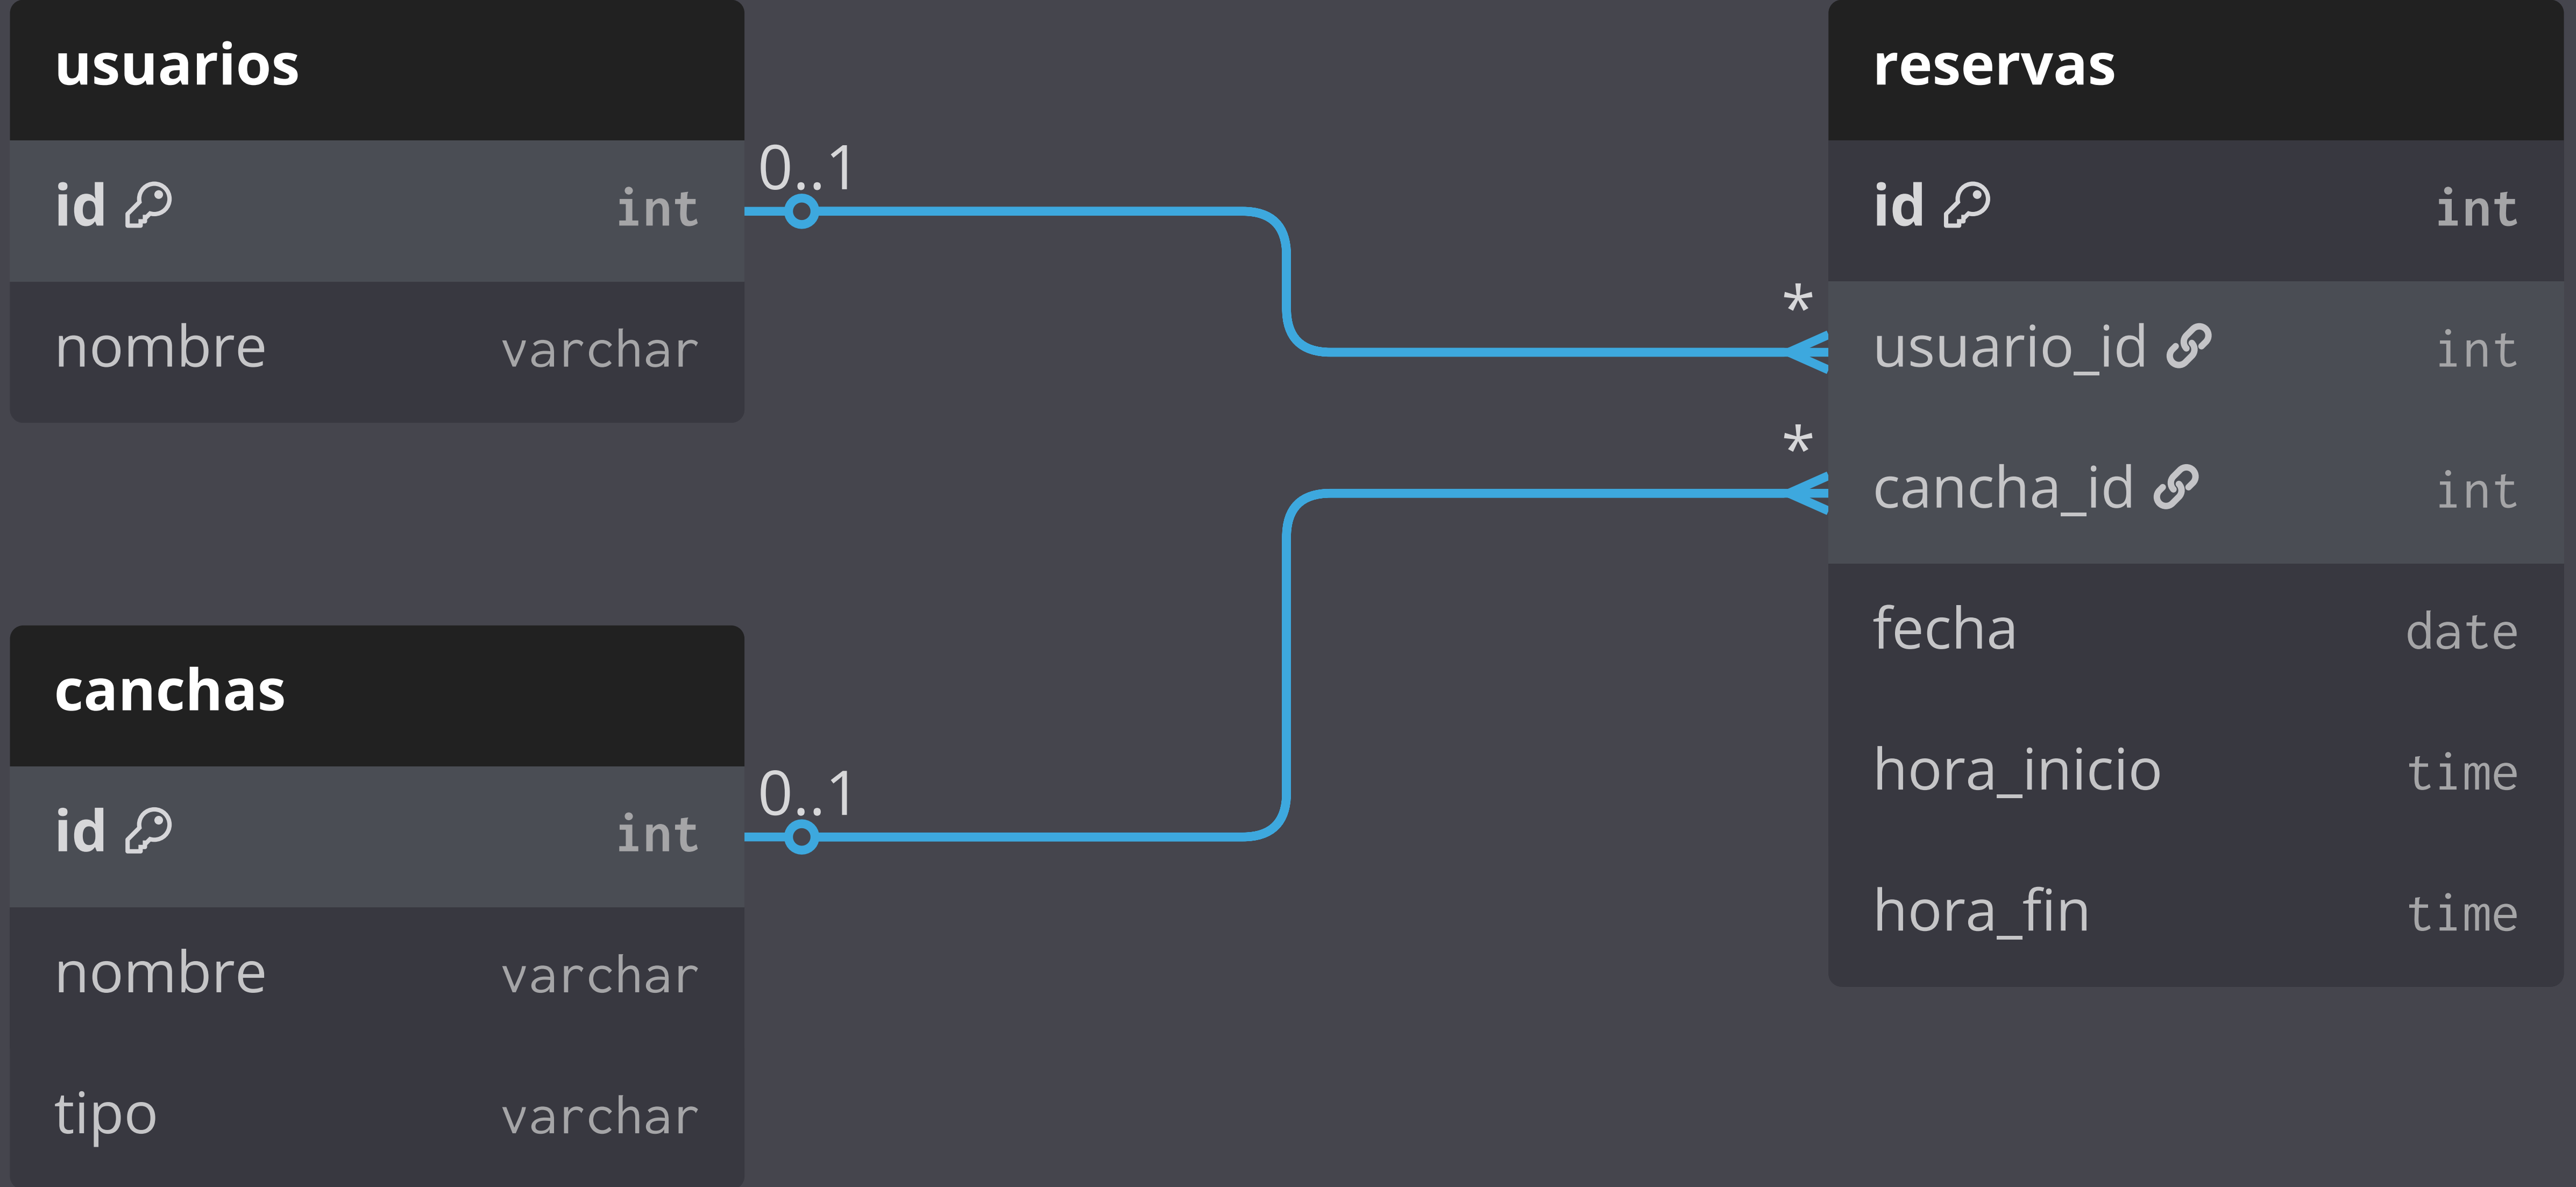 usuarios
id int
nombre varchar
0..1
canchas
id int
nombre varchar
tipo varchar
0..1
reservas
id int
*
usuario_id int
*
cancha_id int
fecha date
hora_inicio time
hora_fin time